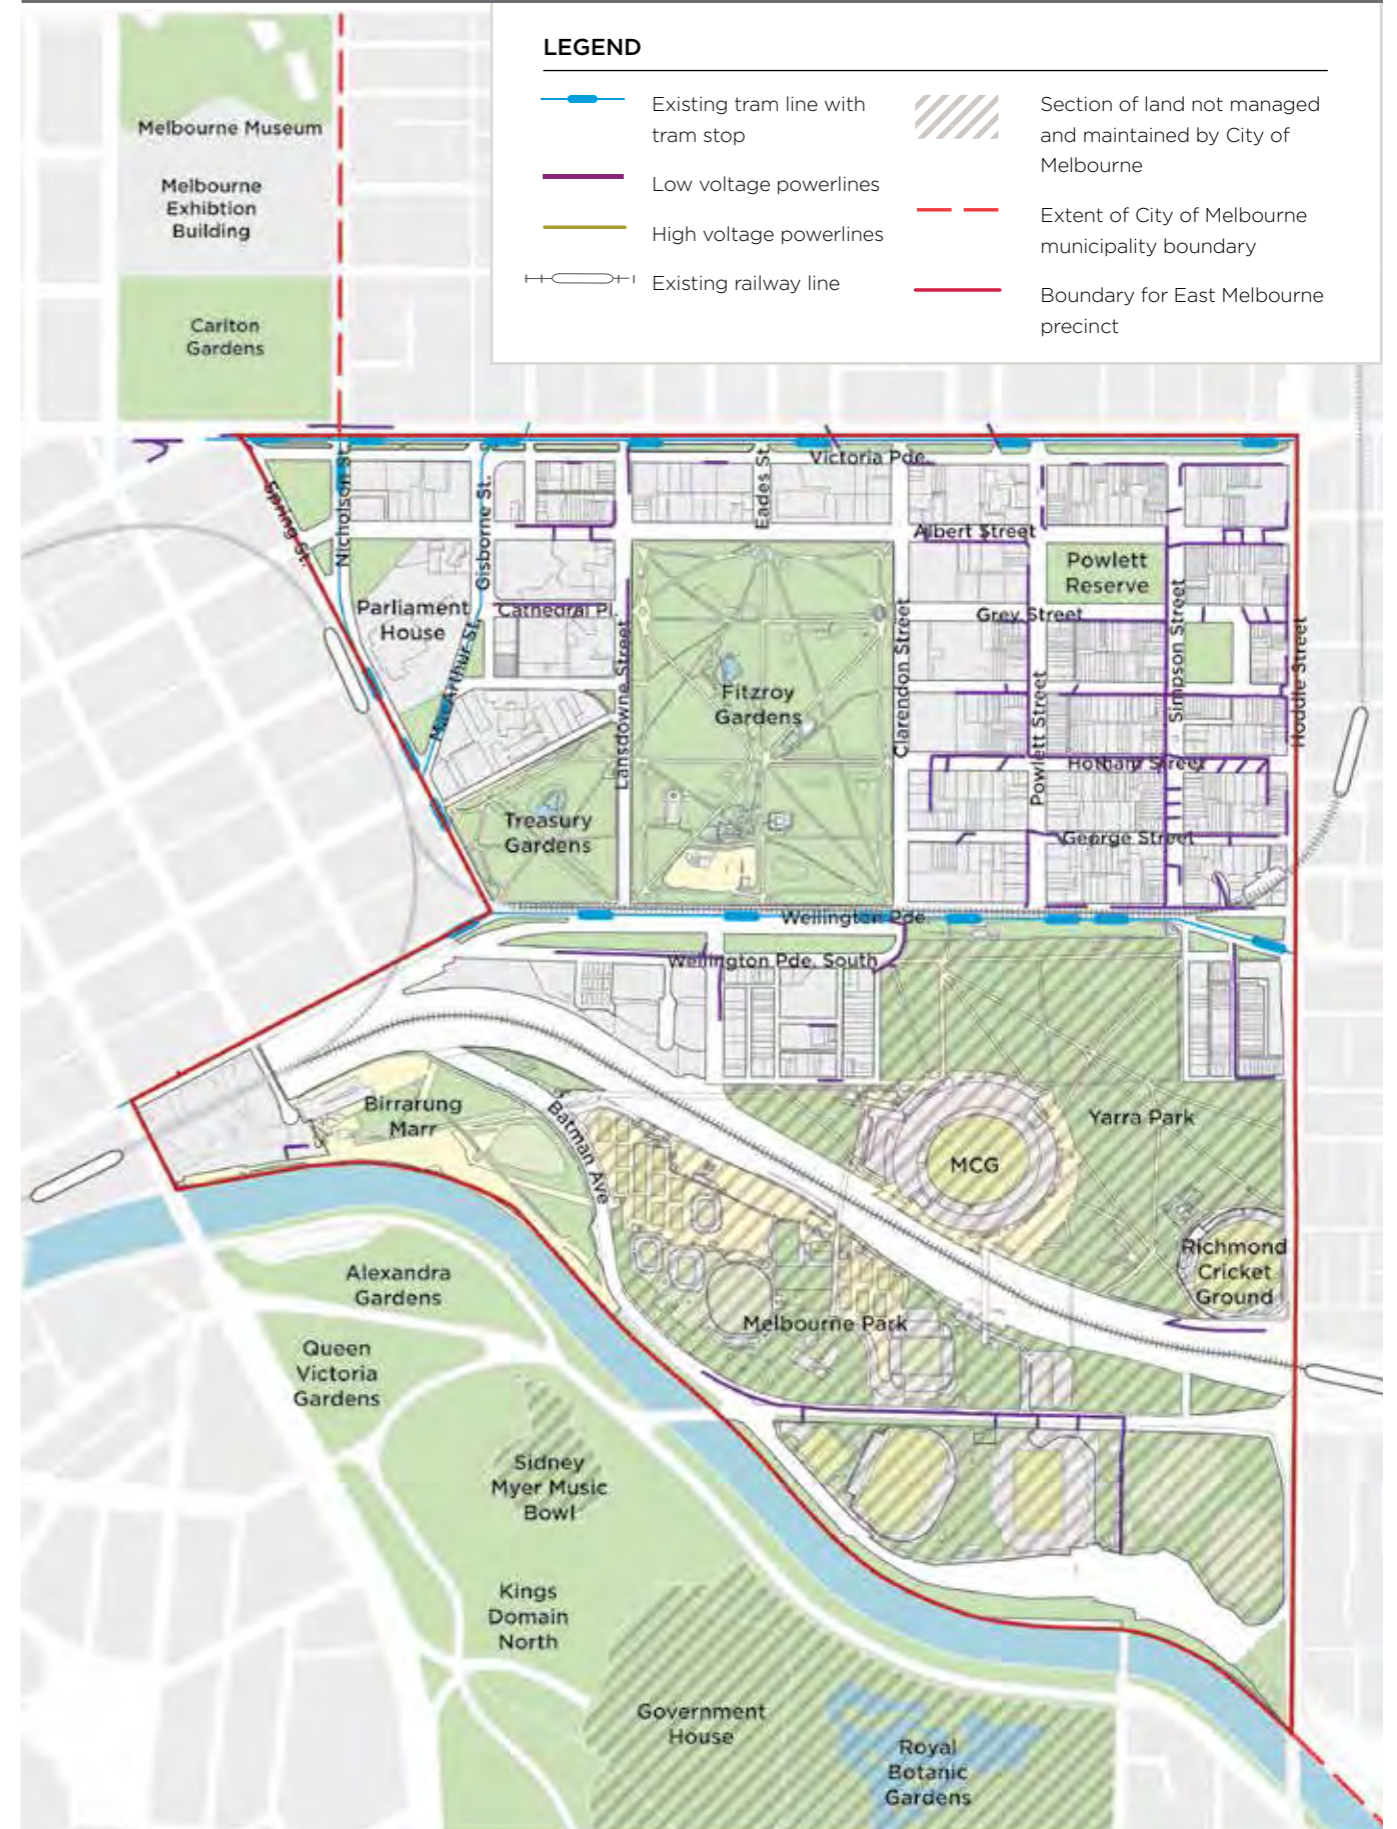 LEGEND
Existing tram line with
tram stop
Low voltage powerlines
High voltage powerlines
Existing railway line
Section of land not managed
and maintained by City of
Melbourne
Extent of City of Melbourne
municipality boundary
Boundary for East Melbourne
precinct
Melbourne Museum
Melbourne
Exhibtion
Building
Carlton
Gardens
Spring St.
Nicholson St.
Gisborne St.
Eades St.
Victoria Pde.
Albert Street
Powlett
Reserve
Parliament
House
MacArthur St.
Cathedral Pl.
Lansdowne Street
Fitzroy
Gardens
Clarendon Street
Grey Street
Powlett Street
Simpson Street
Hoddle Street
Hotham Street
George Street
Treasury
Gardens
Wellington Pde.
Wellington Pde. South
Birrarung
Marr
Batman Ave
Yarra Park
MCG
Richmond
Cricket
Ground
Melbourne Park
Alexandra
Gardens
Queen
Victoria
Gardens
Sidney
Myer Music
Bowl
Kings
Domain
North
Government
House
Royal
Botanic
Gardens